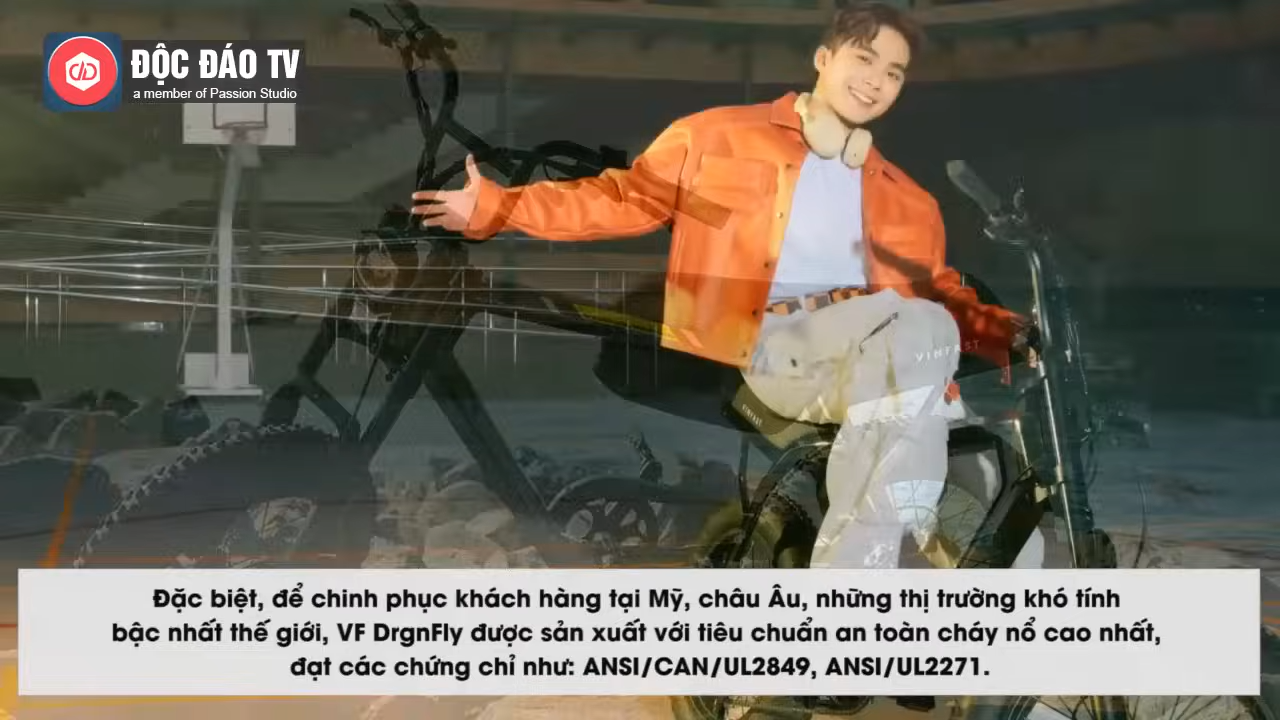 ĐỘC ĐÁO TV
a member of Passion Studio
VINFAST
VINFAST
Đặc biệt, để chinh phục khách hàng tại Mỹ, châu Âu, những thị trường khó tính
bậc nhất thế giới, VF DrgnFly được sản xuất với tiêu chuẩn an toàn cháy nổ cao nhất,
đạt các chứng chỉ như: ANSI/CAN/UL2849, ANSI/UL2271.